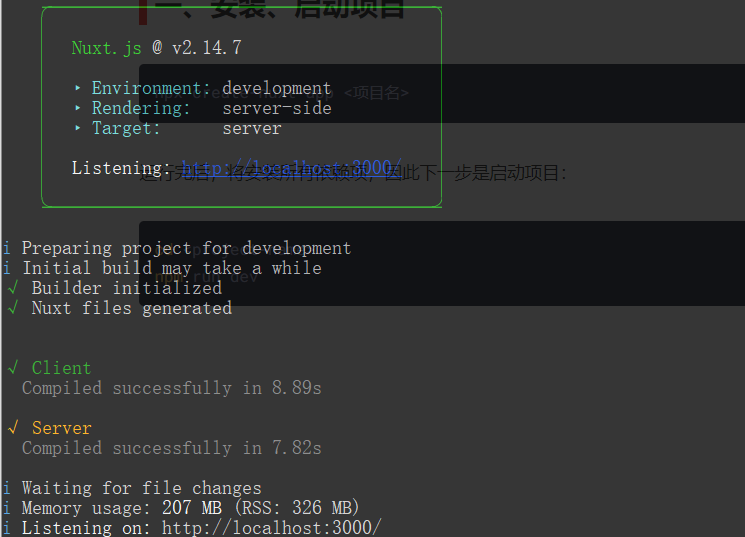 一、安装、启动项目
Nuxt.js @ v2.14.7
‣ Environment: development
<项目名>
‣ Rendering: server-side
‣ Target: server
Listening: http://localhost:3000/
运行完后，将安装所有依赖项，因此下一步是启动项目：
i Preparing project for development
i Initial build may take a while
npm run dev
√ Builder initialized
√ Nuxt files generated
√ Client
Compiled successfully in 8.89s
√ Server
Compiled successfully in 7.82s
i Waiting for file changes
i Memory usage: 207 MB (RSS: 326 MB)
i Listening on: http://localhost:3000/